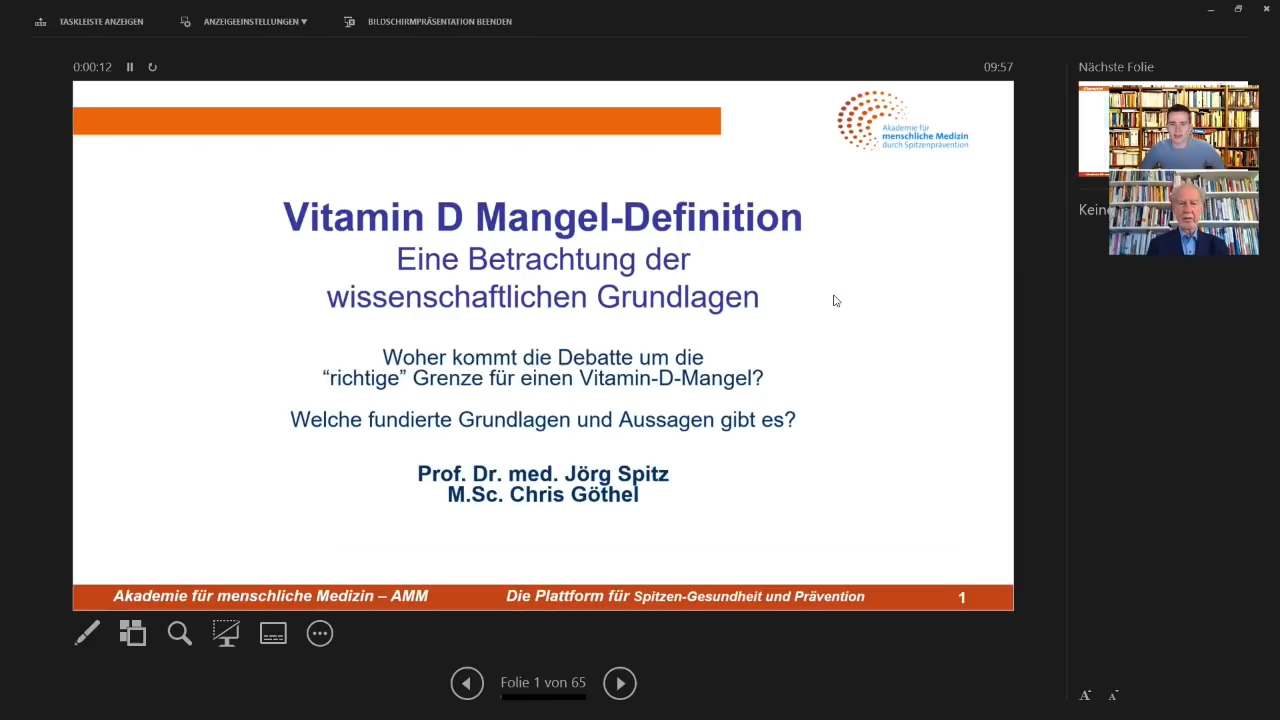 TASKLEISTE ANZEIGEN
ANZEIGEEINSTELLUNGEN ▼
BILDSCHIRMPRÄSENTATION BEENDEN
0:00:12
09:57
Nächste Folie
Akademie für
menschliche Medizin
durch Spitzenprävention
Vitamin D Mangel-Definition
Eine Betrachtung der
wissenschaftlichen Grundlagen
Woher kommt die Debatte um die
“richtige” Grenze für einen Vitamin-D-Mangel?
Welche fundierte Grundlagen und Aussagen gibt es?
Prof. Dr. med. Jörg Spitz
M.Sc. Chris Göthel
Akademie für menschliche Medizin – AMM
Die Plattform für Spitzen-Gesundheit und Prävention
1
Folie 1 von 65
A A